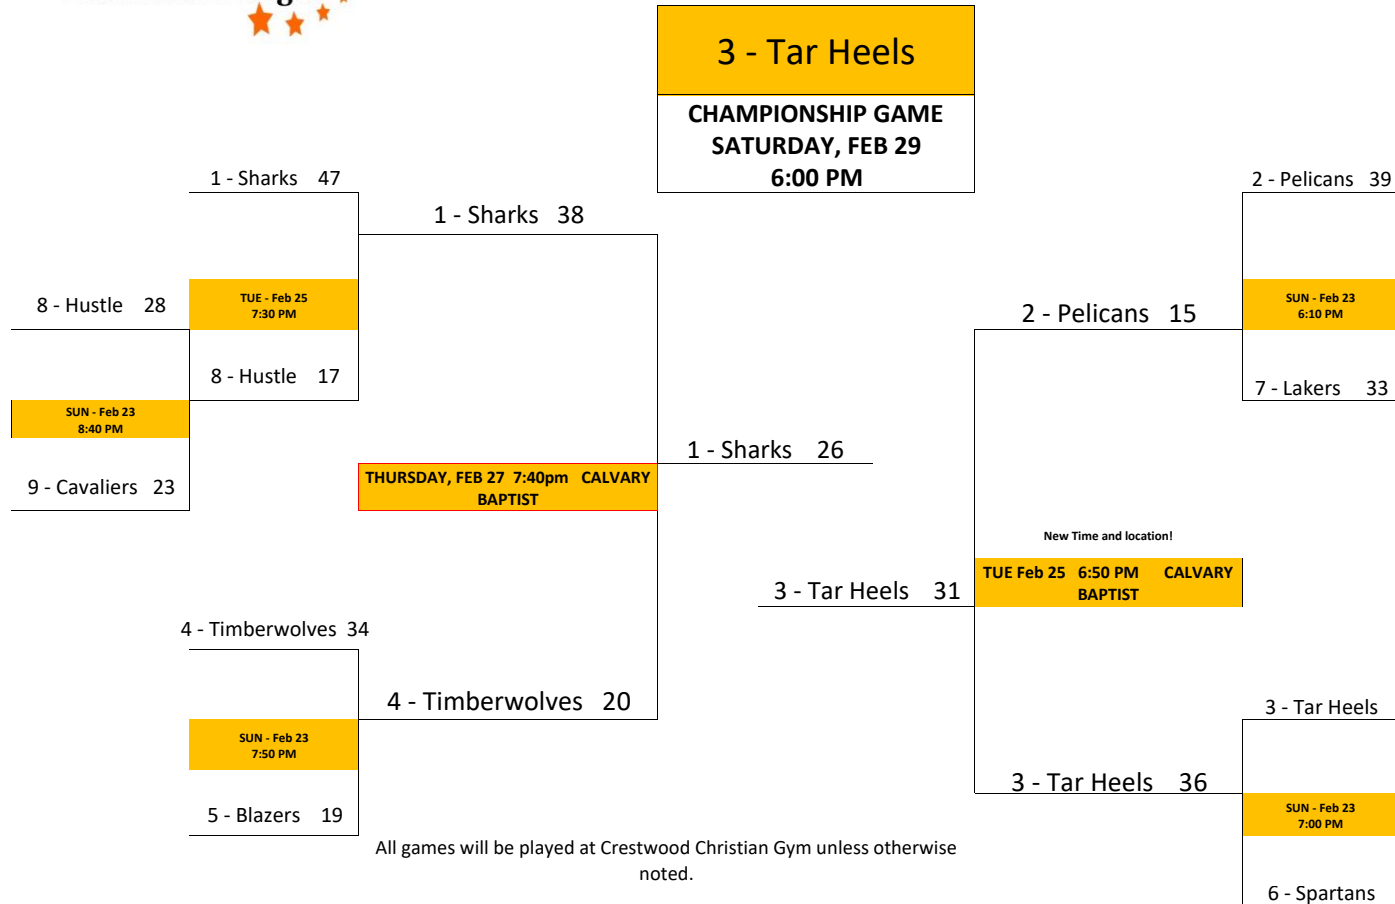 3 - Tar Heels
CHAMPIONSHIP GAME
SATURDAY, FEB 29
6:00 PM
1 - Sharks 47
2 - Pelicans 39
1 - Sharks 38
8 - Hustle 28
TUE - Feb 25
7:30 PM
SUN - Feb 23
6:10 PM
2 - Pelicans 15
8 - Hustle 17
7 - Lakers 33
SUN - Feb 23
8:40 PM
1 - Sharks 26
9 - Cavaliers 23
THURSDAY, FEB 27 7:40pm CALVARY
BAPTIST
New Time and location!
TUE Feb 25 6:50 PM CALVARY
BAPTIST
3 - Tar Heels 31
4 - Timberwolves 34
4 - Timberwolves 20
3 - Tar Heels
SUN - Feb 23
7:50 PM
3 - Tar Heels 36
5 - Blazers 19
SUN - Feb 23
7:00 PM
All games will be played at Crestwood Christian Gym unless otherwise
noted.
6 - Spartans